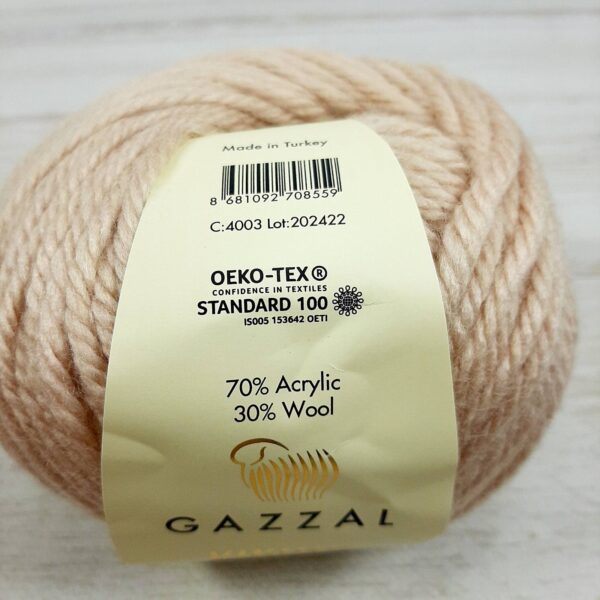 Made in Turkey
8 681092 708559
C:4003 Lot:202422
OEKO-TEX®
CONFIDENCE IN TEXTILES
STANDARD 100
IS005 153642 OETI
70% Acrylic
30% Wool
GAZZAL